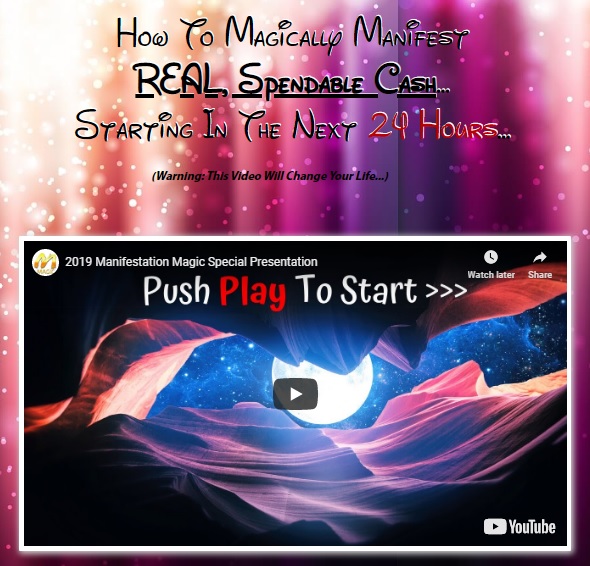 How To Magically Manifest
REAL, Spendable Cash...
Starting In The Next 24 Hours...
(Warning: This Video Will Change Your Life...)
2019 Manifestation Magic Special Presentation
Watch later
Share
Push Play To Start >>>
YouTube